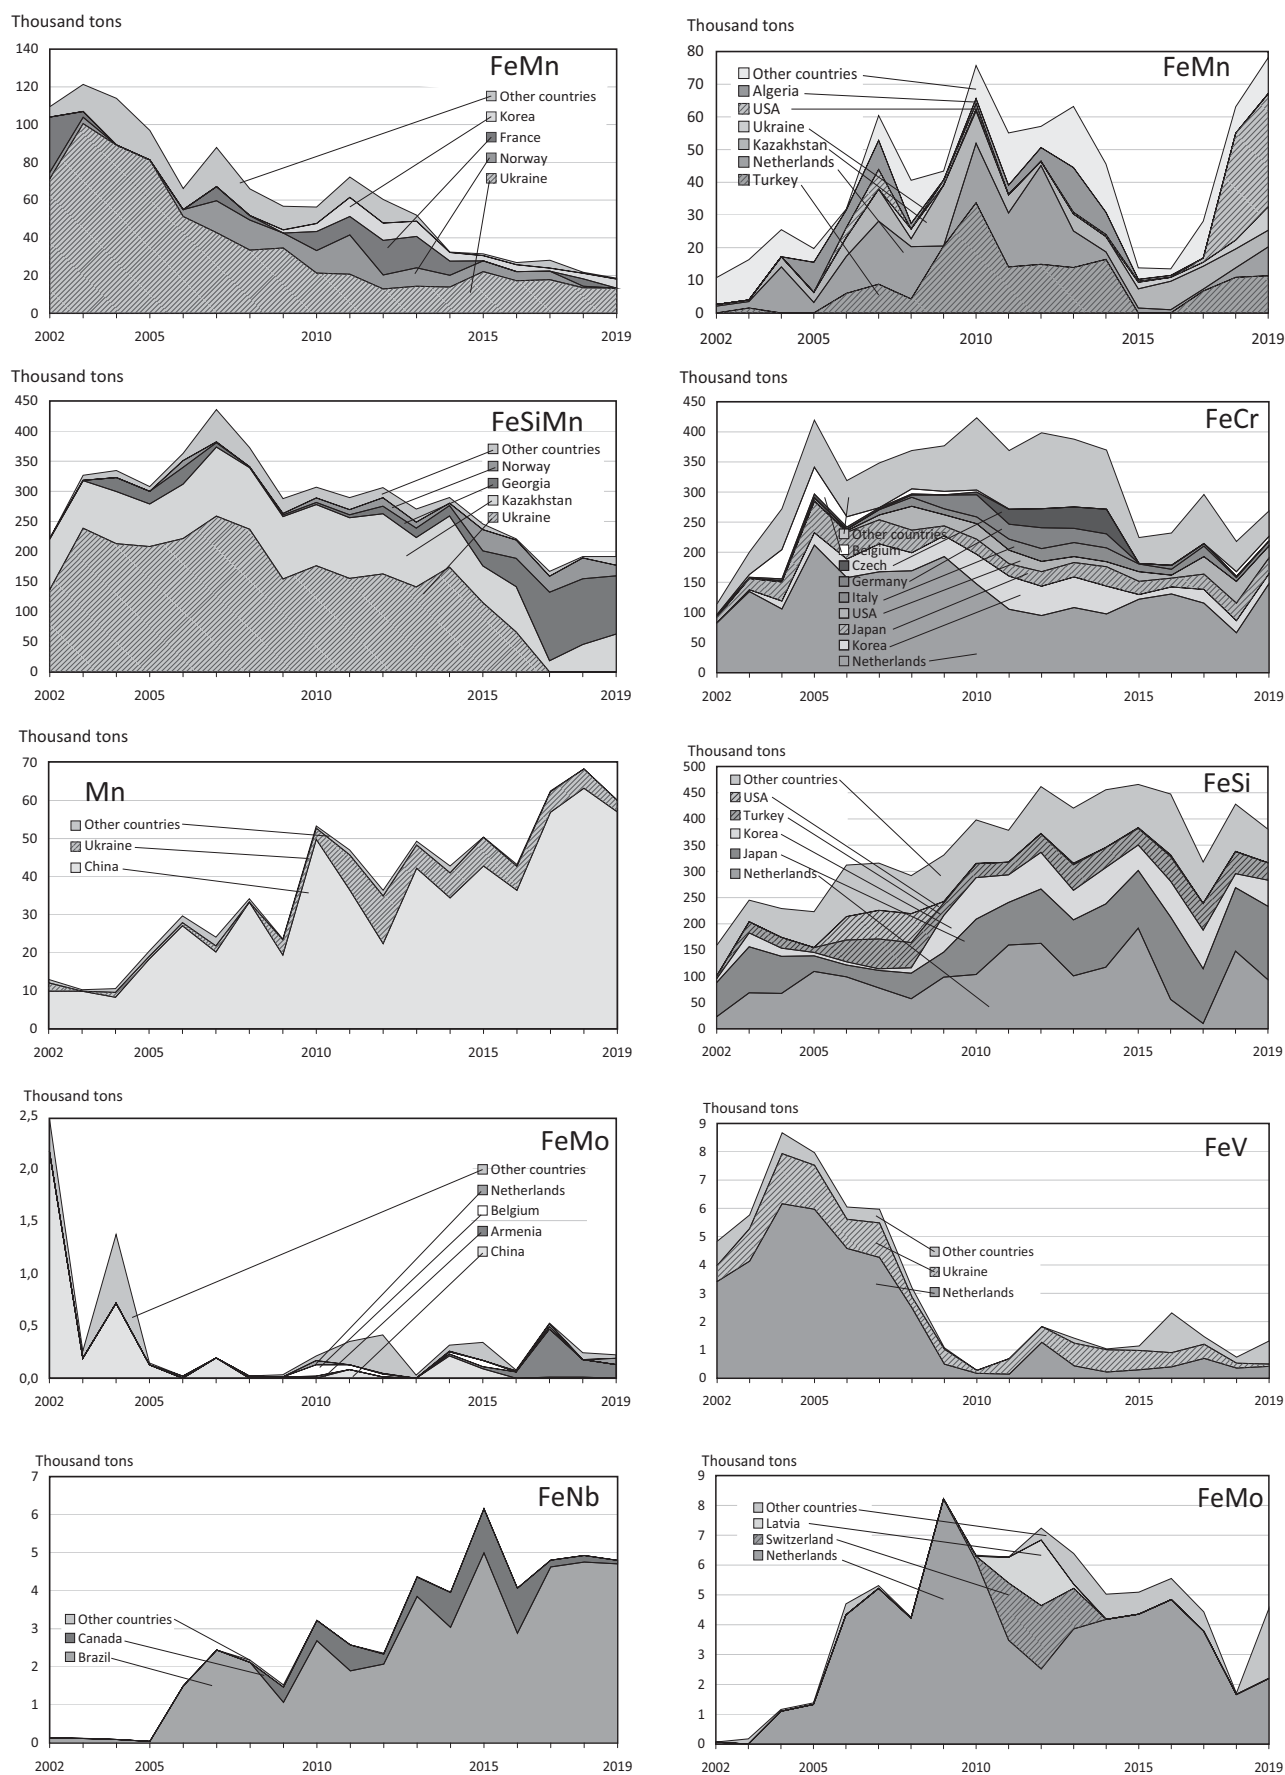 Thousand tons
140
120
100
80
60
40
20
0
FeMn
Other countries
Korea
France
Norway
Ukraine
2002 2005 2010 2015 2019
Thousand tons
80
70
60
50
40
30
20
10
0
FeMn
Other countries
Algeria
USA
Ukraine
Kazakhstan
Netherlands
Turkey
2002 2005 2010 2015 2019
Thousand tons
450
400
350
300
250
200
150
100
50
0
FeSiMn
Other countries
Norway
Georgia
Kazakhstan
Ukraine
2002 2005 2010 2015 2019
Thousand tons
450
400
350
300
250
200
150
100
50
0
FeCr
Other countries
Belgium
Czech
Germany
Italy
USA
Japan
Korea
Netherlands
2002 2005 2010 2015 2019
Thousand tons
70
60
50
40
30
20
10
0
Mn
Other countries
Ukraine
China
2002 2005 2010 2015 2019
Thousand tons
500
450
400
350
300
250
200
150
100
50
0
FeSi
Other countries
USA
Turkey
Korea
Japan
Netherlands
2002 2005 2010 2015 2019
Thousand tons
2,5
2,0
1,5
1,0
0,5
0,0
FeMo
Other countries
Netherlands
Belgium
Armenia
China
2002 2005 2010 2015 2019
Thousand tons
9
8
7
6
5
4
3
2
1
0
FeV
Other countries
Ukraine
Netherlands
2002 2005 2010 2015 2019
Thousand tons
7
6
5
4
3
2
1
0
FeNb
Other countries
Canada
Brazil
2002 2005 2010 2015 2019
Thousand tons
9
8
7
6
5
4
3
2
1
0
FeMo
Other countries
Latvia
Switzerland
Netherlands
2002 2005 2010 2015 2019